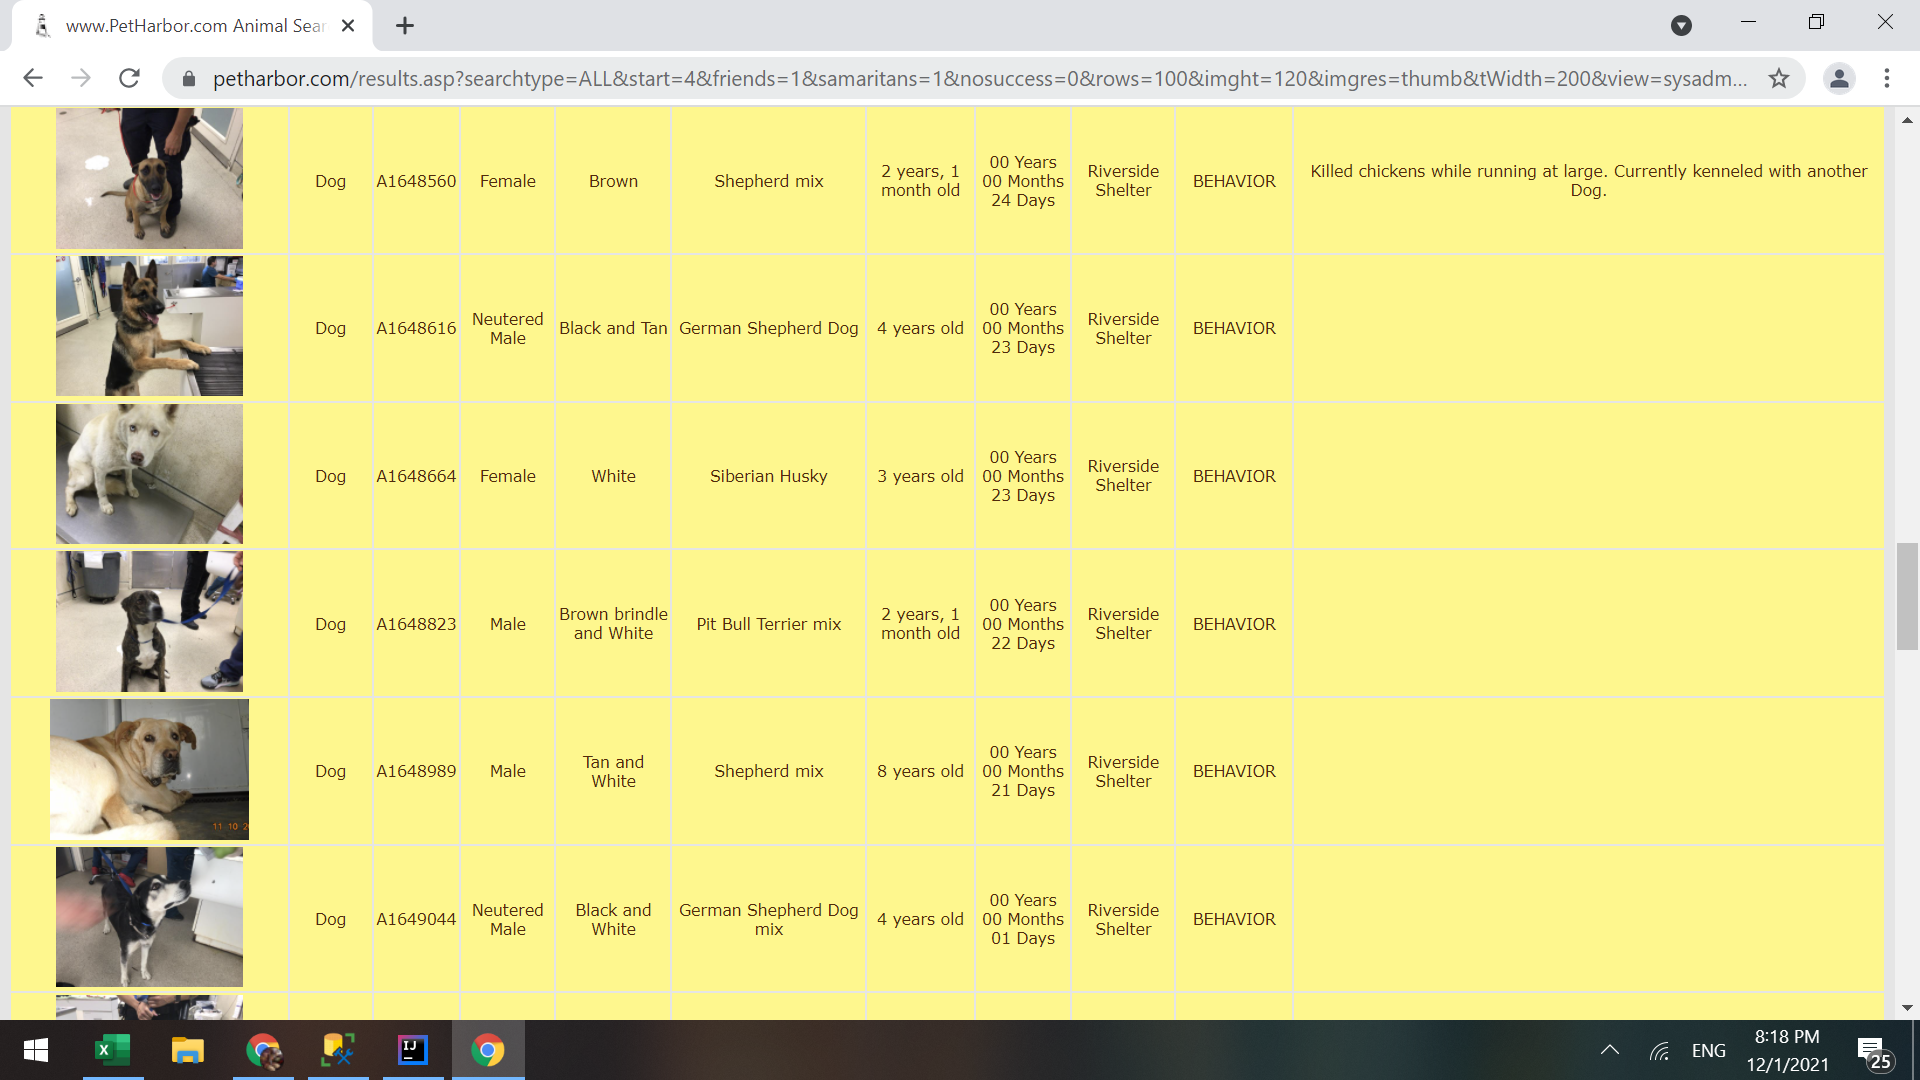 www.PetHarbor.com Animal Sear
petharbor.com/results.asp?searchtype=ALL&start=4&friends=1&samaritans=1&nosuccess=0&rows=100&imght=120&imgres=thumb&tWidth=200&view=sysadm...
Dog
A1648560
Female
Brown
Shepherd mix
2 years, 1
month old
00 Years
00 Months
24 Days
Riverside
Shelter
BEHAVIOR
Killed chickens while running at large. Currently kenneled with another
Dog.
Dog
A1648616
Neutered
Male
Black and Tan
German Shepherd Dog
4 years old
00 Years
00 Months
23 Days
Riverside
Shelter
BEHAVIOR
Dog
A1648664
Female
White
Siberian Husky
3 years old
00 Years
00 Months
23 Days
Riverside
Shelter
BEHAVIOR
Dog
A1648823
Male
Brown brindle
and White
Pit Bull Terrier mix
2 years, 1
month old
00 Years
00 Months
22 Days
Riverside
Shelter
BEHAVIOR
11 10 2
Dog
A1648989
Male
Tan and
White
Shepherd mix
8 years old
00 Years
00 Months
21 Days
Riverside
Shelter
BEHAVIOR
Dog
A1649044
Neutered
Male
Black and
White
German Shepherd Dog
mix
4 years old
00 Years
00 Months
01 Days
Riverside
Shelter
BEHAVIOR
X
IJ
ENG
8:18 PM
12/1/2021
25